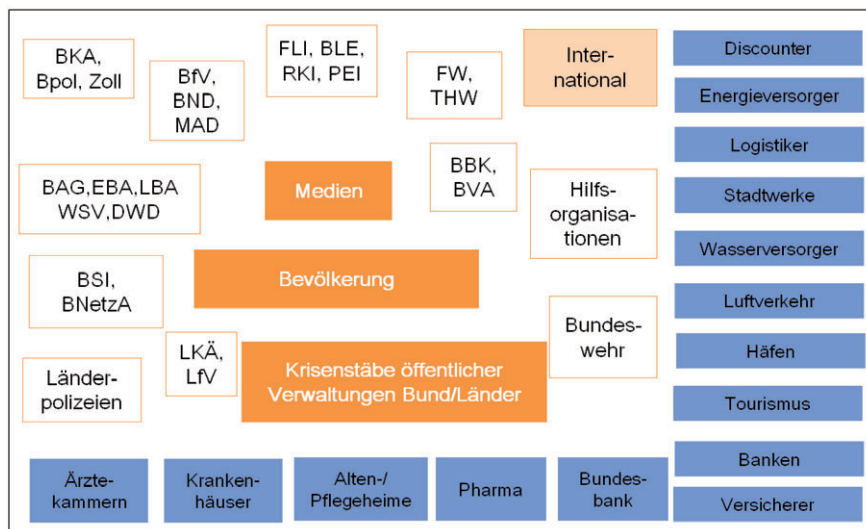 BKA,
Bpol, Zoll
BfV,
BND,
MAD
FLI, BLE,
RKI, PEI
FW,
THW
Inter-
national
Discounter
Energieversorger
Logistiker
Stadtwerke
Wasserversorger
Luftverkehr
Häfen
Tourismus
Banken
Versicherer
BAG,EBA,LBA
WSV,DWD
Medien
BBK,
BVA
Hilfs-
organisa-
tionen
BSI,
BNetzA
Bevölkerung
Bundes-
wehr
Länder-
polizeien
LKÄ,
LfV
Krisenstäbe öffentlicher
Verwaltungen Bund/Länder
Ärzte-
kammern
Kranken-
häuser
Alten-/
Pflegeheime
Pharma
Bundes-
bank